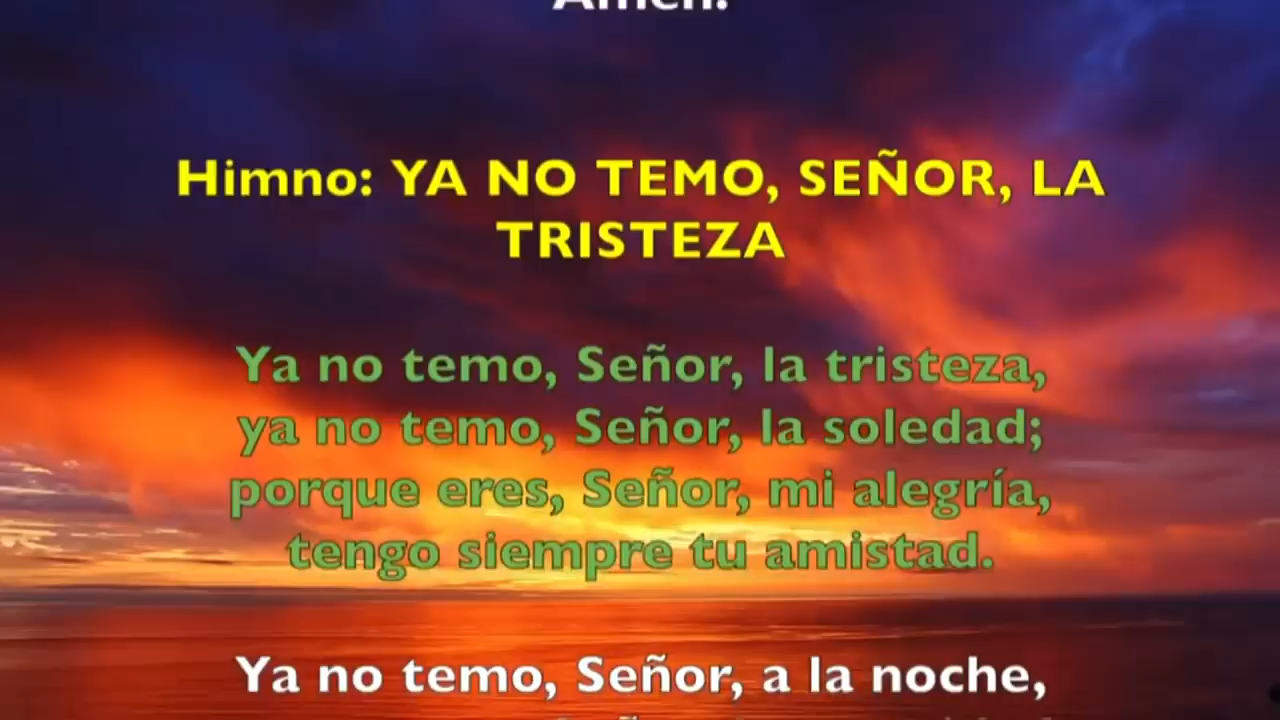 Amén.
Himno: YA NO TEMO, SEÑOR, LA
TRISTEZA
Ya no temo, Señor, la tristeza,
ya no temo, Señor, la soledad;
porque eres, Señor, mi alegría,
tengo siempre tu amistad.
Ya no temo, Señor, a la noche,